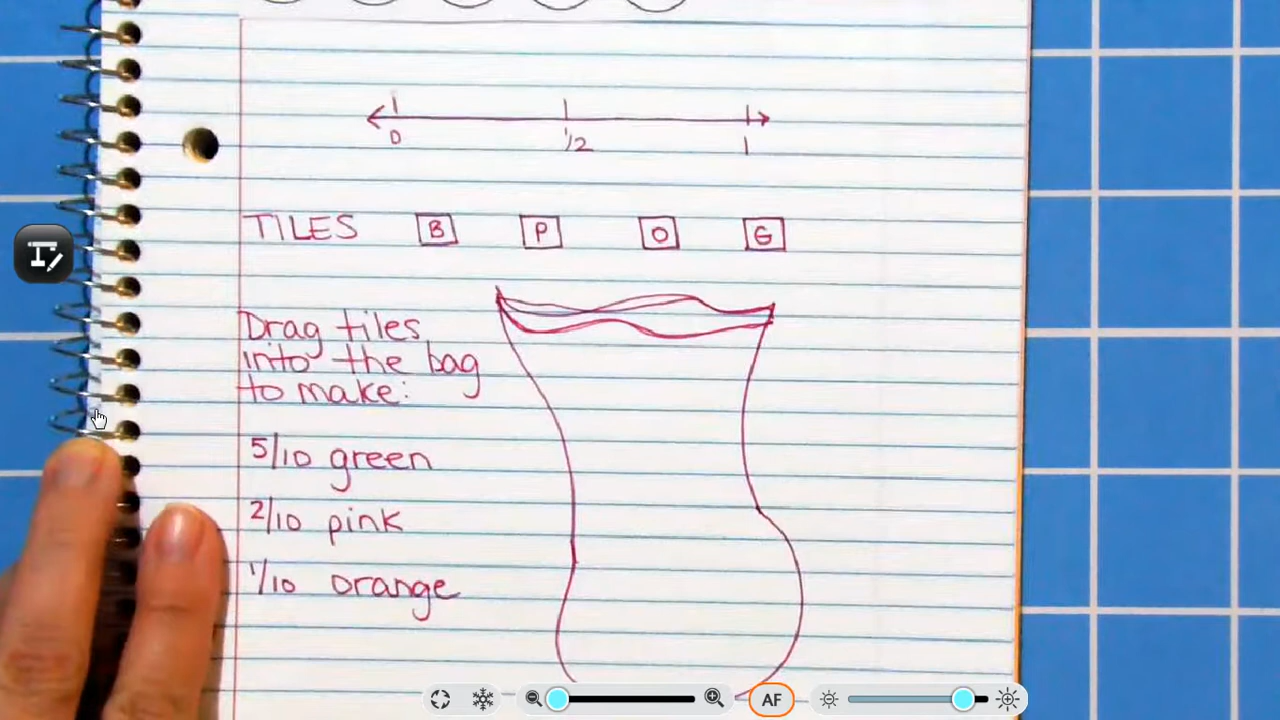 0 1/2 1
TILES B P O G
Drag tiles
into the bag
to make:
5/10 green
2/10 pink
1/10 orange
AF